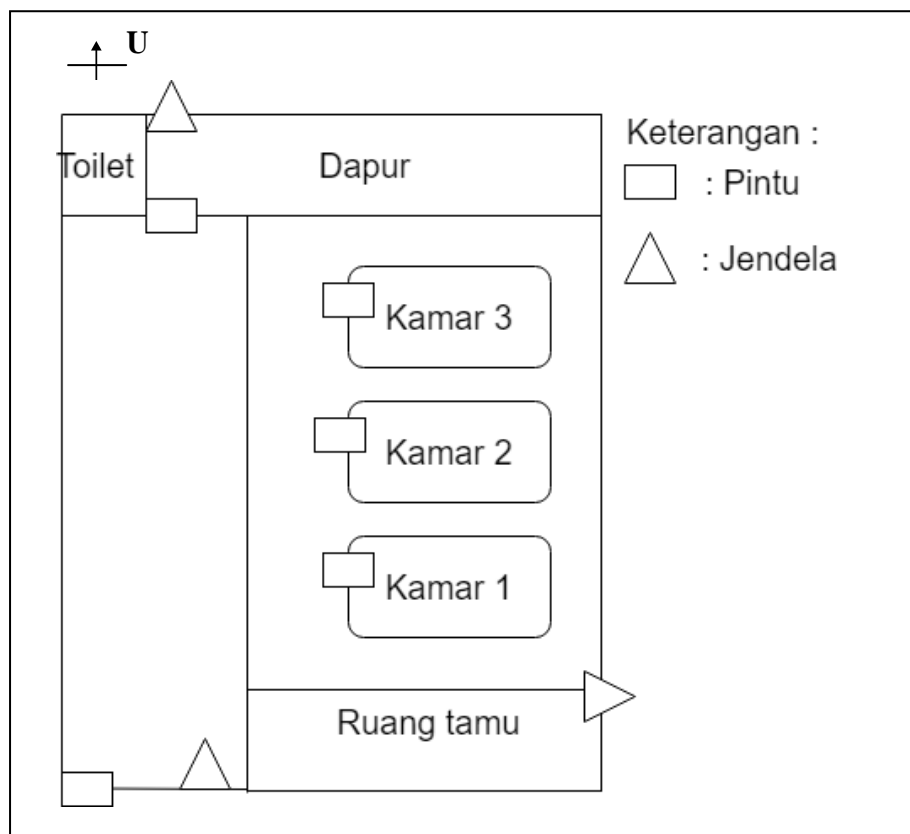 U
Toilet
Dapur
Keterangan :
: Pintu
: Jendela
Kamar 3
Kamar 2
Kamar 1
Ruang tamu